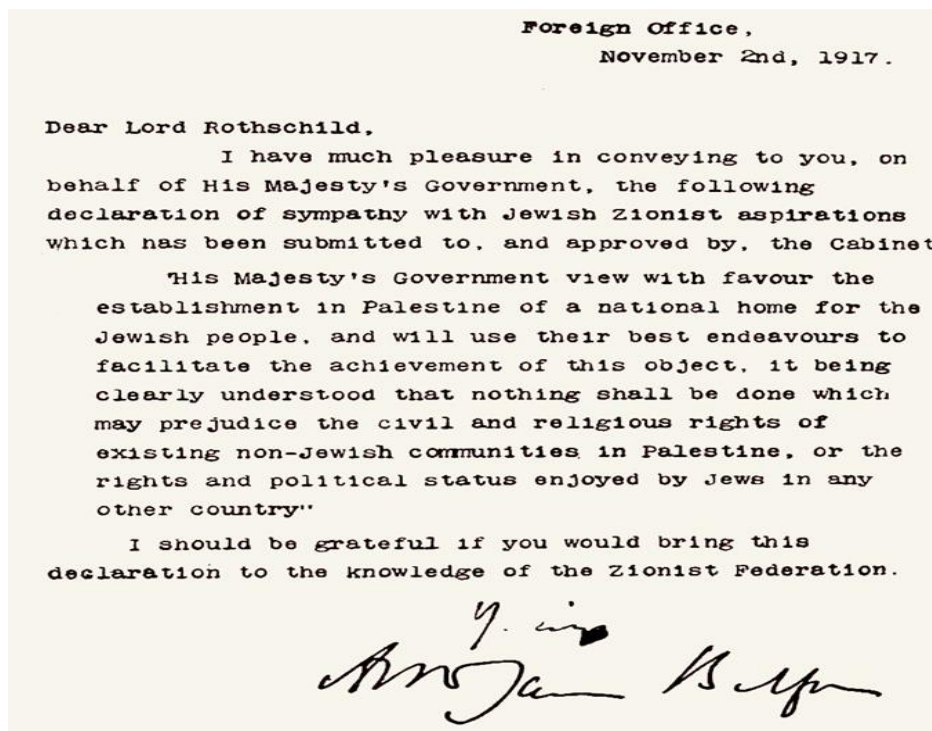 Foreign Office,
November 2nd, 1917.
Dear Lord Rothschild,
I have much pleasure in conveying to you, on
behalf of His Majesty's Government, the following
declaration of sympathy with Jewish Zionist aspirations
which has been submitted to, and approved by, the Cabinet
"His Majesty's Government view with favour the
establishment in Palestine of a national home for the
Jewish people, and will use their best endeavours to
facilitate the achievement of this object, it being
clearly understood that nothing shall be done which
may prejudice the civil and religious rights of
existing non-Jewish communities in Palestine, or the
rights and political status enjoyed by Jews in any
other country"
I should be grateful if you would bring this
declaration to the knowledge of the Zionist Federation.